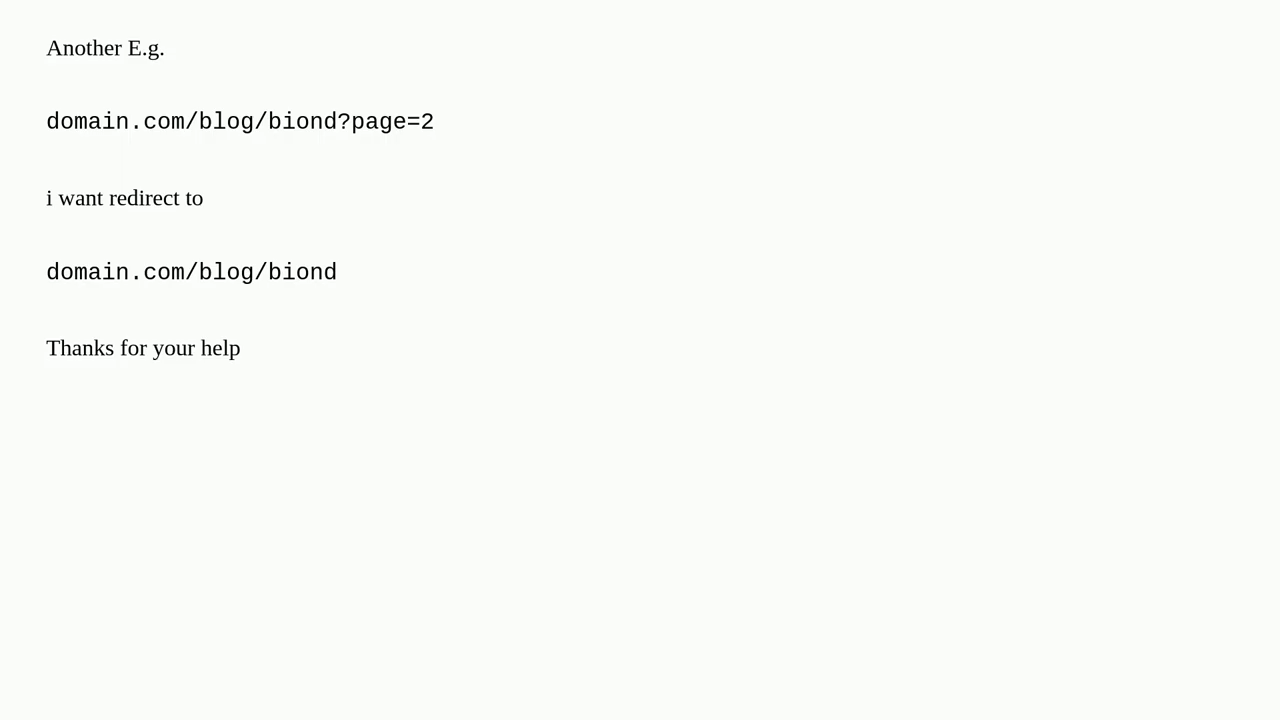 Another E.g.
domain.com/blog/biond?page=2
i want redirect to
domain.com/blog/biond
Thanks for your help